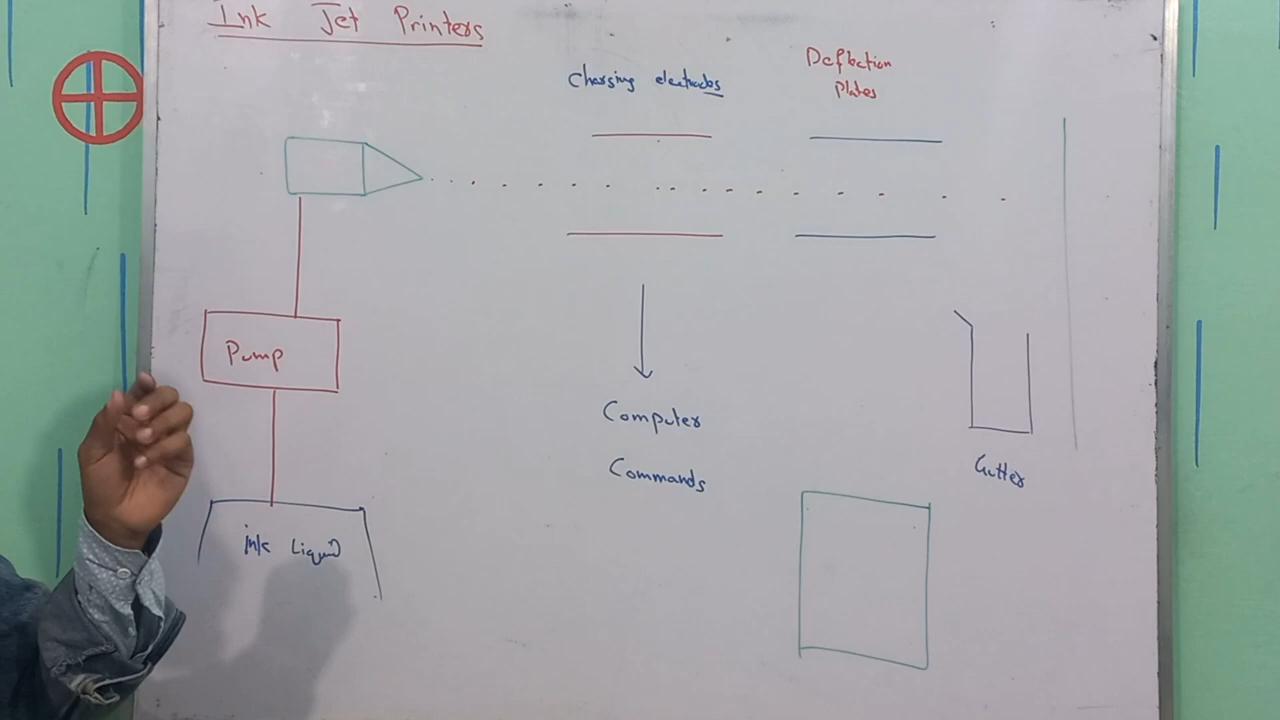 Ink Jet Printers
Charging electrodes
Deflection
Plates
Pump
Computer
Commands
Gutter
ink Liquid